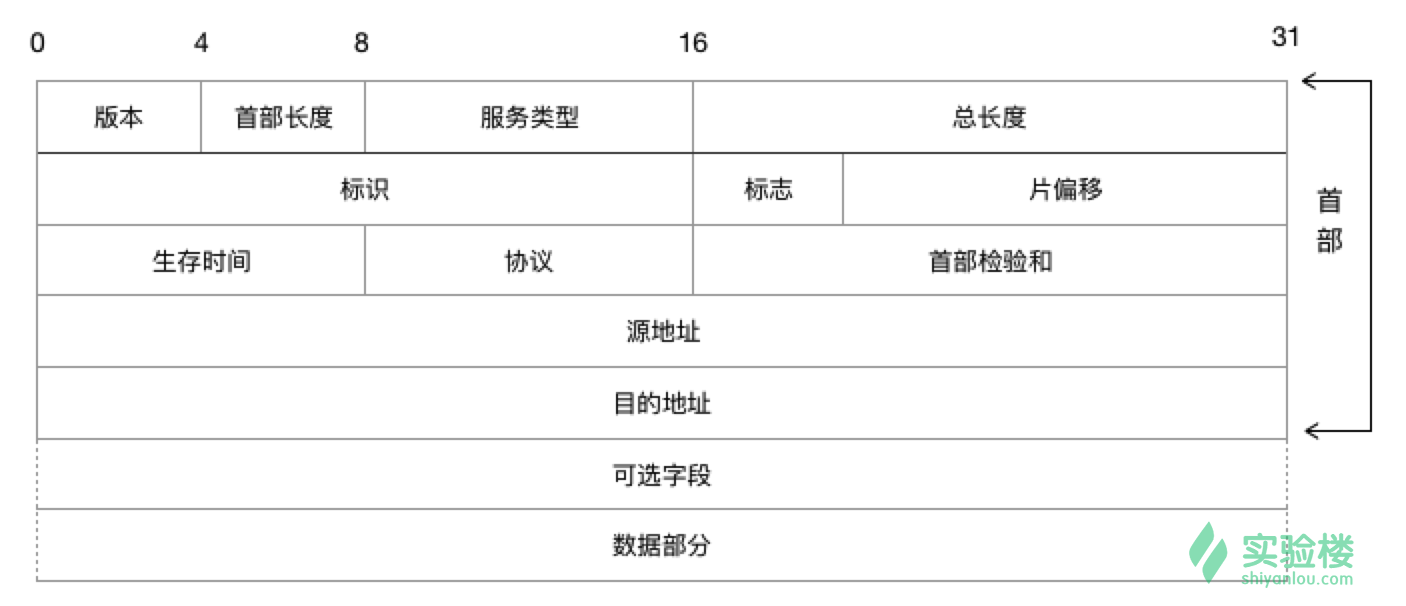 0 4 8 16 31
版本 首部长度 服务类型 总长度
标识 标志 片偏移
生存时间 协议 首部检验和
源地址
目的地址
可选字段
数据部分
首
部
实验楼
shiyanlou.com